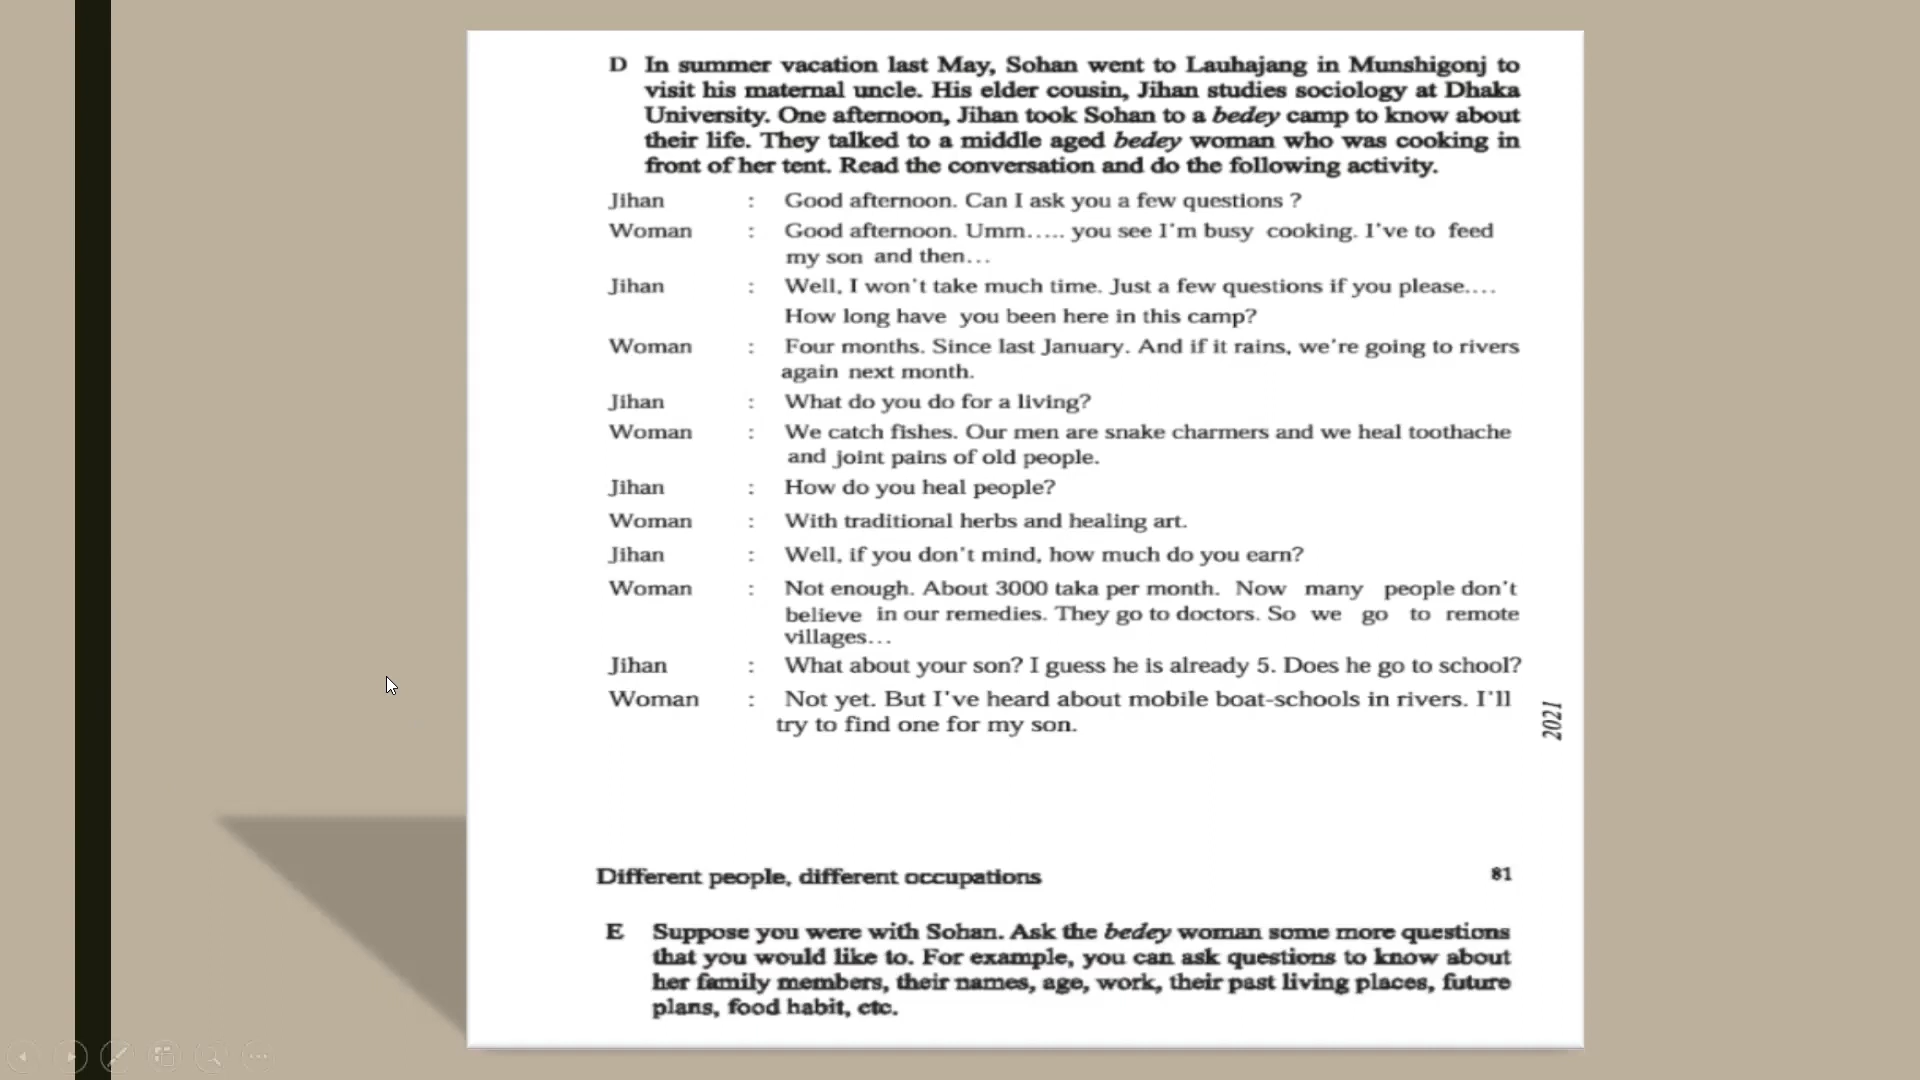 D In summer vacation last May, Sohan went to Lauhajang in Munshigonj to
visit his maternal uncle. His elder cousin, Jihan studies sociology at Dhaka
University. One afternoon, Jihan took Sohan to a bedey camp to know about
their life. They talked to a middle aged bedey woman who was cooking in
front of her tent. Read the conversation and do the following activity.
Jihan : Good afternoon. Can I ask you a few questions ?
Woman : Good afternoon. Umm..... you see I'm busy cooking. I've to feed
my son and then...
Jihan : Well, I won't take much time. Just a few questions if you please....
How long have you been here in this camp?
Woman : Four months. Since last January. And if it rains, we're going to rivers
again next month.
Jihan : What do you do for a living?
Woman : We catch fishes. Our men are snake charmers and we heal toothache
and joint pains of old people.
Jihan : How do you heal people?
Woman : With traditional herbs and healing art.
Jihan : Well, if you don't mind, how much do you earn?
Woman : Not enough. About 3000 taka per month. Now many people don't
believe in our remedies. They go to doctors. So we go to remote
villages...
Jihan : What about your son? I guess he is already 5. Does he go to school?
Woman : Not yet. But I've heard about mobile boat-schools in rivers. I'll
try to find one for my son.
2021
Different people, different occupations 81
E Suppose you were with Sohan. Ask the bedey woman some more questions
that you would like to. For example, you can ask questions to know about
her family members, their names, age, work, their past living places, future
plans, food habit, etc.